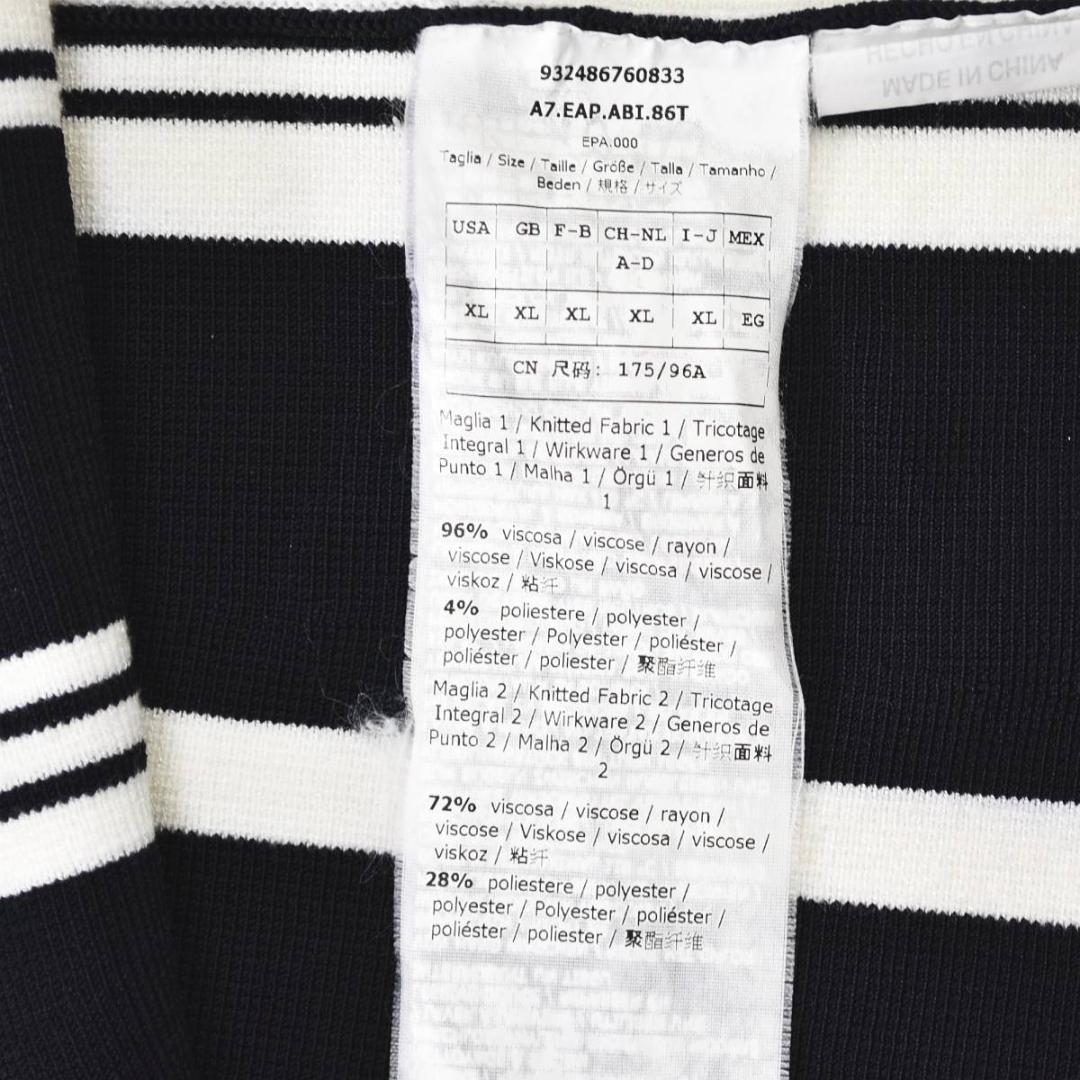 932486760833
A7.EAP.ABI.86T
EPA.000
Taglia / Size / Taille / Größe / Talla / Tamanho /
Beden / 規格 / サイズ
USA GB F-B CH-NL I-J MEX
A-D
XL XL XL XL XL EG
CN 尺码: 175/96A
Maglia 1 / Knitted Fabric 1 / Tricotage
Integral 1 / Wirkware 1 / Generos de
Punto 1 / Malha 1 / Örgü 1 / 针织面料
1
96% viscosa / viscose / rayon /
viscose / Viskose / viscosa / viscose /
viskoz / 粘纤
4% poliestere / polyester /
polyester / Polyester / poliéster /
poliéster / poliester / 聚酯纤维
Maglia 2 / Knitted Fabric 2 / Tricotage
Integral 2 / Wirkware 2 / Generos de
Punto 2 / Malha 2 / Örgü 2 / 针织面料
2
72% viscosa / viscose / rayon /
viscose / Viskose / viscosa / viscose /
viskoz / 粘纤
28% poliestere / polyester /
polyester / Polyester / poliéster /
poliéster / poliester / 聚酯纤维
HECHO EN CHINA
MADE IN CHINA